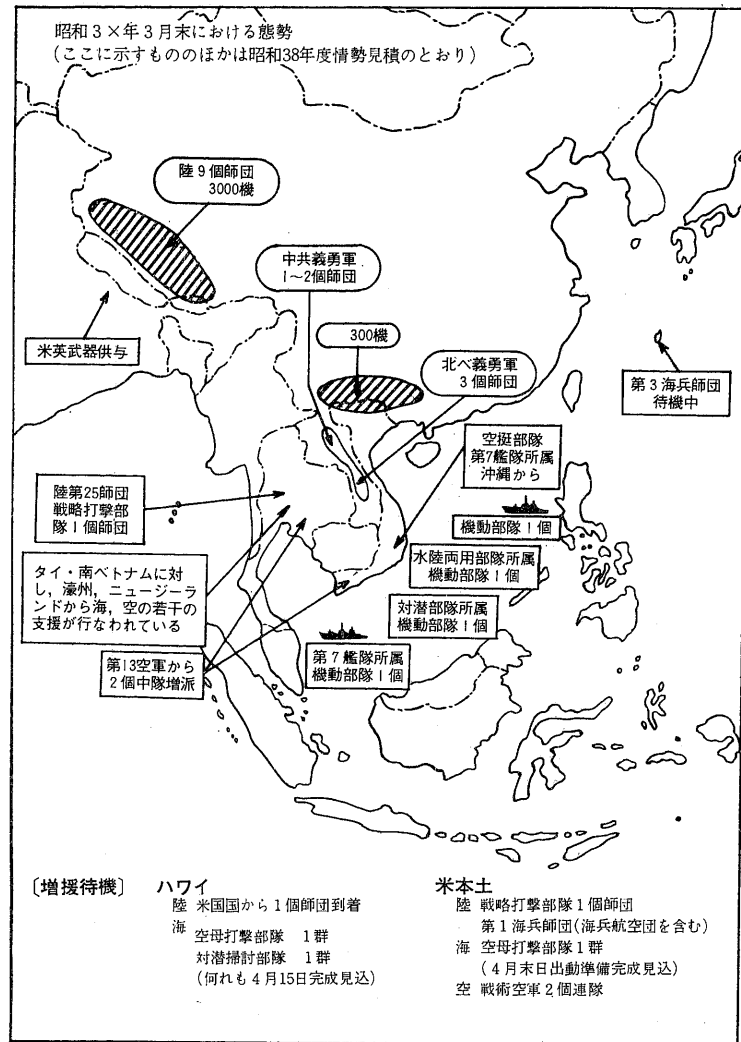 昭和3×年3月末における態勢
(ここに示すもののほかは昭和38年度情勢見積のとおり)
陸9個師団
3000機
中共義勇軍
1〜2個師団
米英武器供与
300機
北ベ義勇軍
3個師団
第3海兵師団
待機中
空挺部隊
第7艦隊所属
沖縄から
陸第25師団
戦略打撃部
隊1個師団
機動部隊1個
水陸両用部隊所属
機動部隊1個
タイ・南ベトナムに対
し,濠州,ニュージーラ
ンドから海,空の若干の
支援が行なわれている
対潜部隊所属
機動部隊1個
第13空軍から
2個中隊増派
第7艦隊所属
機動部隊1個
〔増援待機〕 ハワイ
陸 米国国から1個師団到着
海
空母打撃部隊 1群
対潜掃討部隊 1群
(何れも4月15日完成見込)
米本土
陸 戦略打撃部隊1個師団
第1海兵師団(海兵航空団を含む)
海 空母打撃部隊1群
(4月末日出動準備完成見込)
空 戦術空軍2個連隊